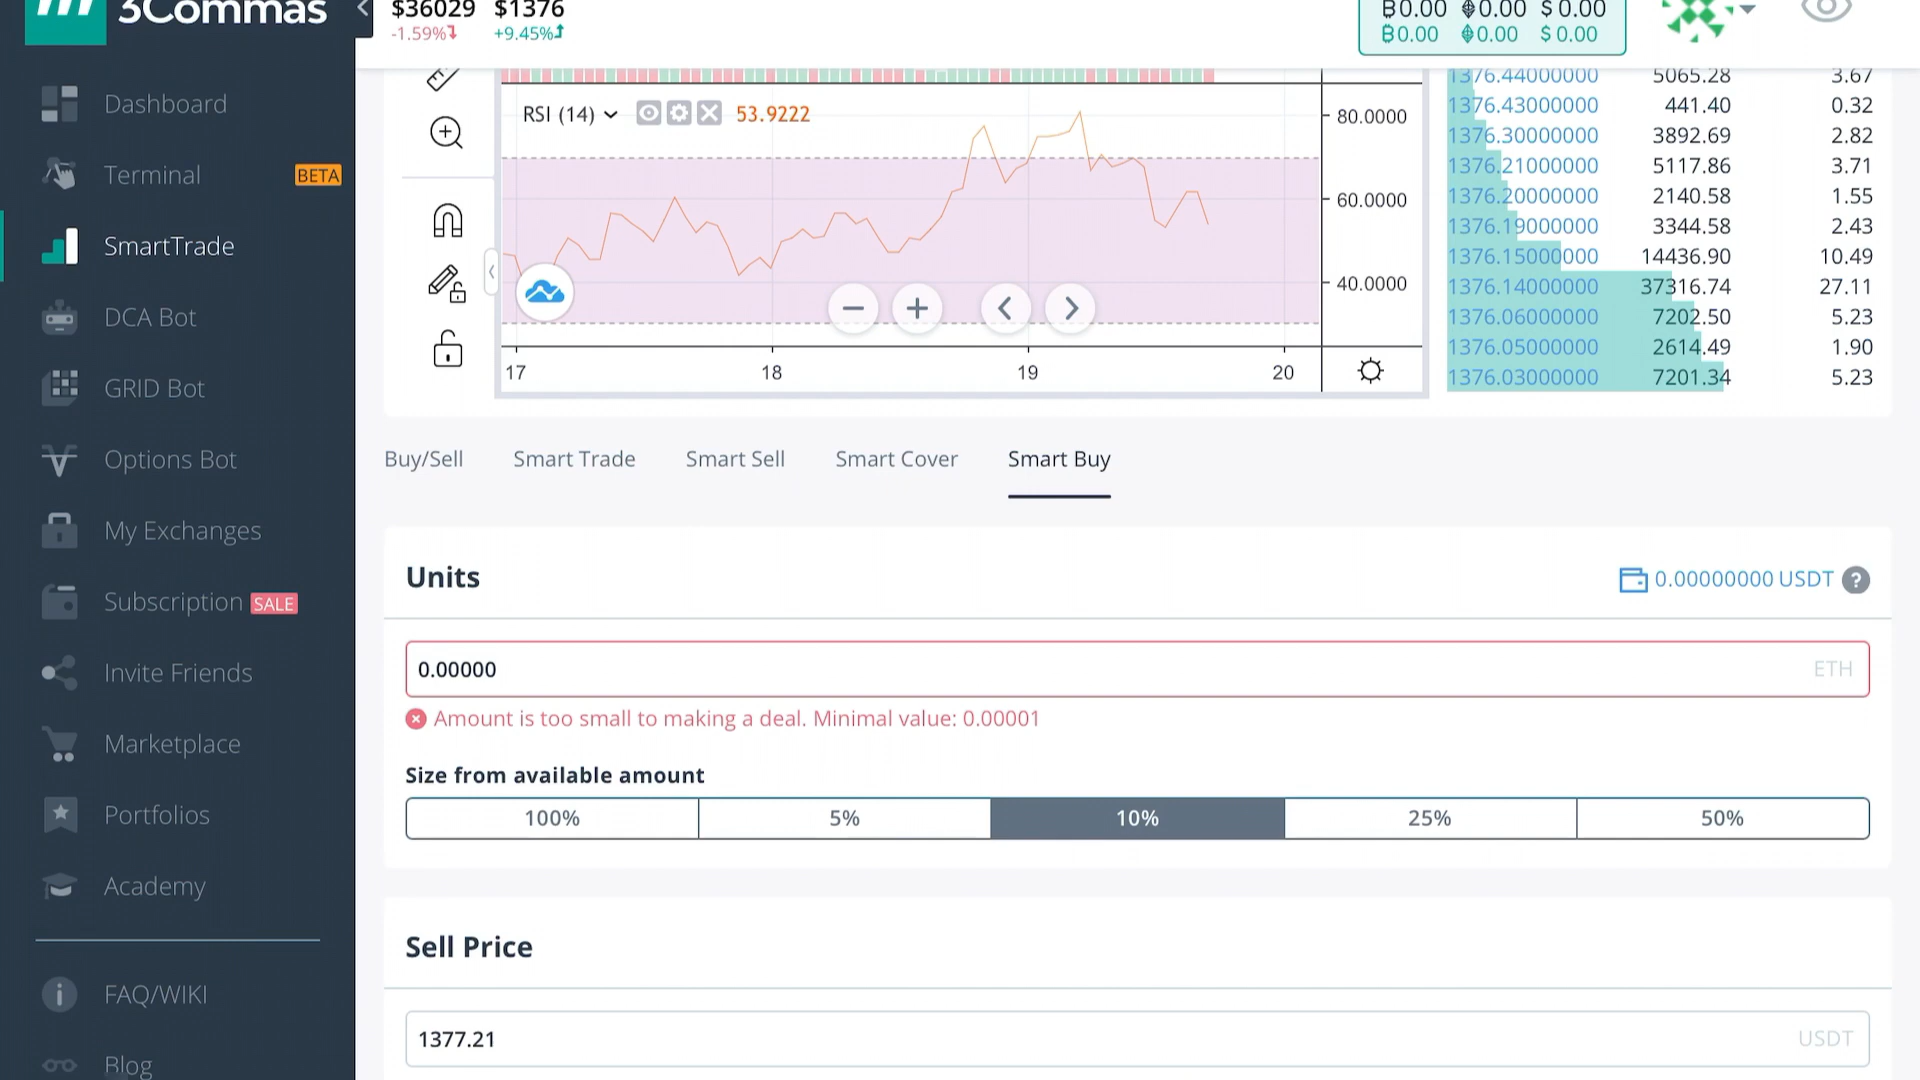 3Commas
$36029 $1376
-1.59% +9.45%
₿0.00 0.00 $ 0.00
₿0.00 0.00 $ 0.00
Dashboard
Terminal BETA
SmartTrade
DCA Bot
GRID Bot
Options Bot
My Exchanges
Subscription SALE
Invite Friends
Marketplace
Portfolios
Academy
FAQ/WIKI
Blog
RSI (14) 53.9222
80.0000
60.0000
40.0000
17 18 19 20
1376.44000000 5065.28 3.67
1376.43000000 441.40 0.32
1376.30000000 3892.69 2.82
1376.21000000 5117.86 3.71
1376.20000000 2140.58 1.55
1376.19000000 3344.58 2.43
1376.15000000 14436.90 10.49
1376.14000000 37316.74 27.11
1376.06000000 7202.50 5.23
1376.05000000 2614.49 1.90
1376.03000000 7201.34 5.23
Buy/Sell Smart Trade Smart Sell Smart Cover Smart Buy
Units 0.00000000 USDT ?
0.00000 ETH
Amount is too small to making a deal. Minimal value: 0.00001
Size from available amount
100% 5% 10% 25% 50%
Sell Price
1377.21 USDT